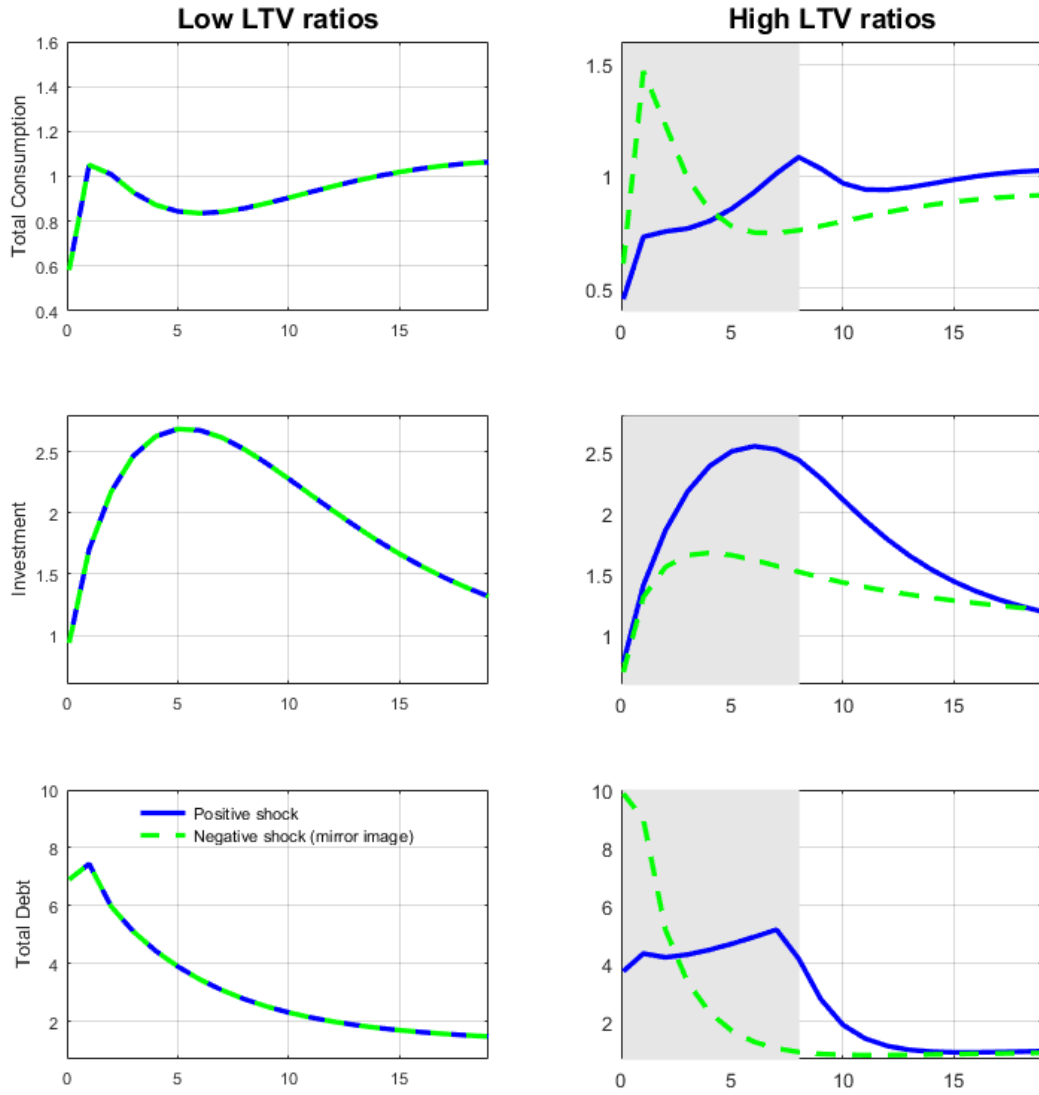 Low LTV ratios
High LTV ratios
Total Consumption
1.6
1.4
1.2
1
0.8
0.6
0.4
0 5 10 15
1.5
1
0.5
0 5 10 15
Investment
2.5
2
1.5
1
0 5 10 15
2.5
2
1.5
1
0 5 10 15
Total Debt
10
8
6
4
2
0 5 10 15
Positive shock
Negative shock (mirror image)
10
8
6
4
2
0 5 10 15